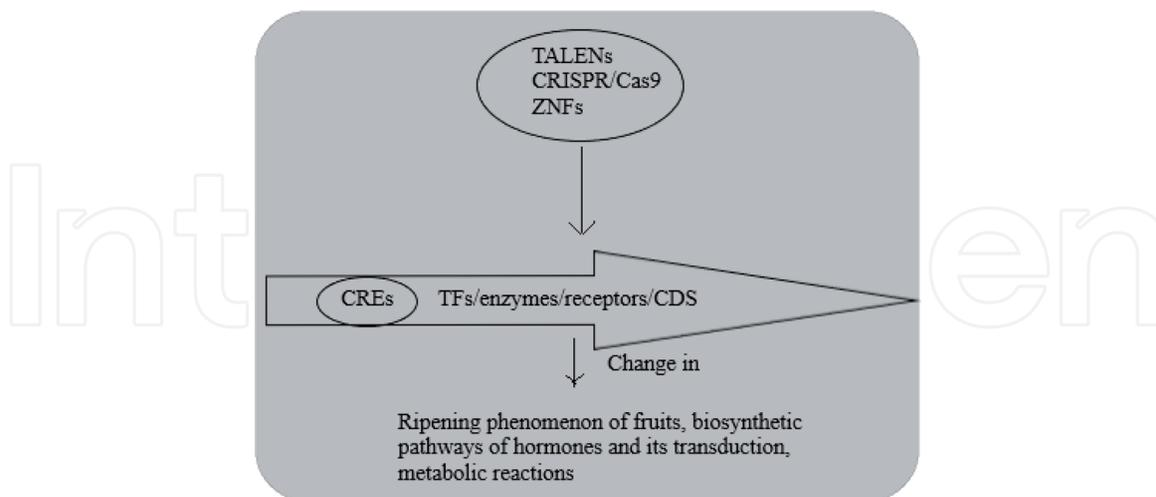 TALENs
CRISPR/Cas9
ZNFs
CREs TFs/enzymes/receptors/CDS
Change in
Ripening phenomenon of fruits, biosynthetic
pathways of hormones and its transduction,
metabolic reactions